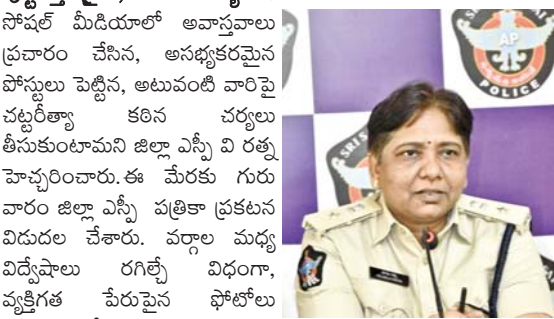 సోషల్ మీడియాలో అవాస్తవాలు
ప్రచారం చేసిన, అసభ్యకరమైన
పోస్టులు పెట్టిన, అటువంటి వారిపై
చట్టరీత్యా కఠిన చర్యలు
తీసుకుంటామని జిల్లా ఎస్పీ వి రత్న
హెచ్చరించారు. ఈ మేరకు గురు
వారం జిల్లా ఎస్పీ పత్రికా ప్రకటన
విడుదల చేశారు. వర్గాల మధ్య
విద్వేషాలు రగిల్చే విధంగా,
వ్యక్తిగత పేరుపైన ఫోటోలు
AP
POLICE
SRI S